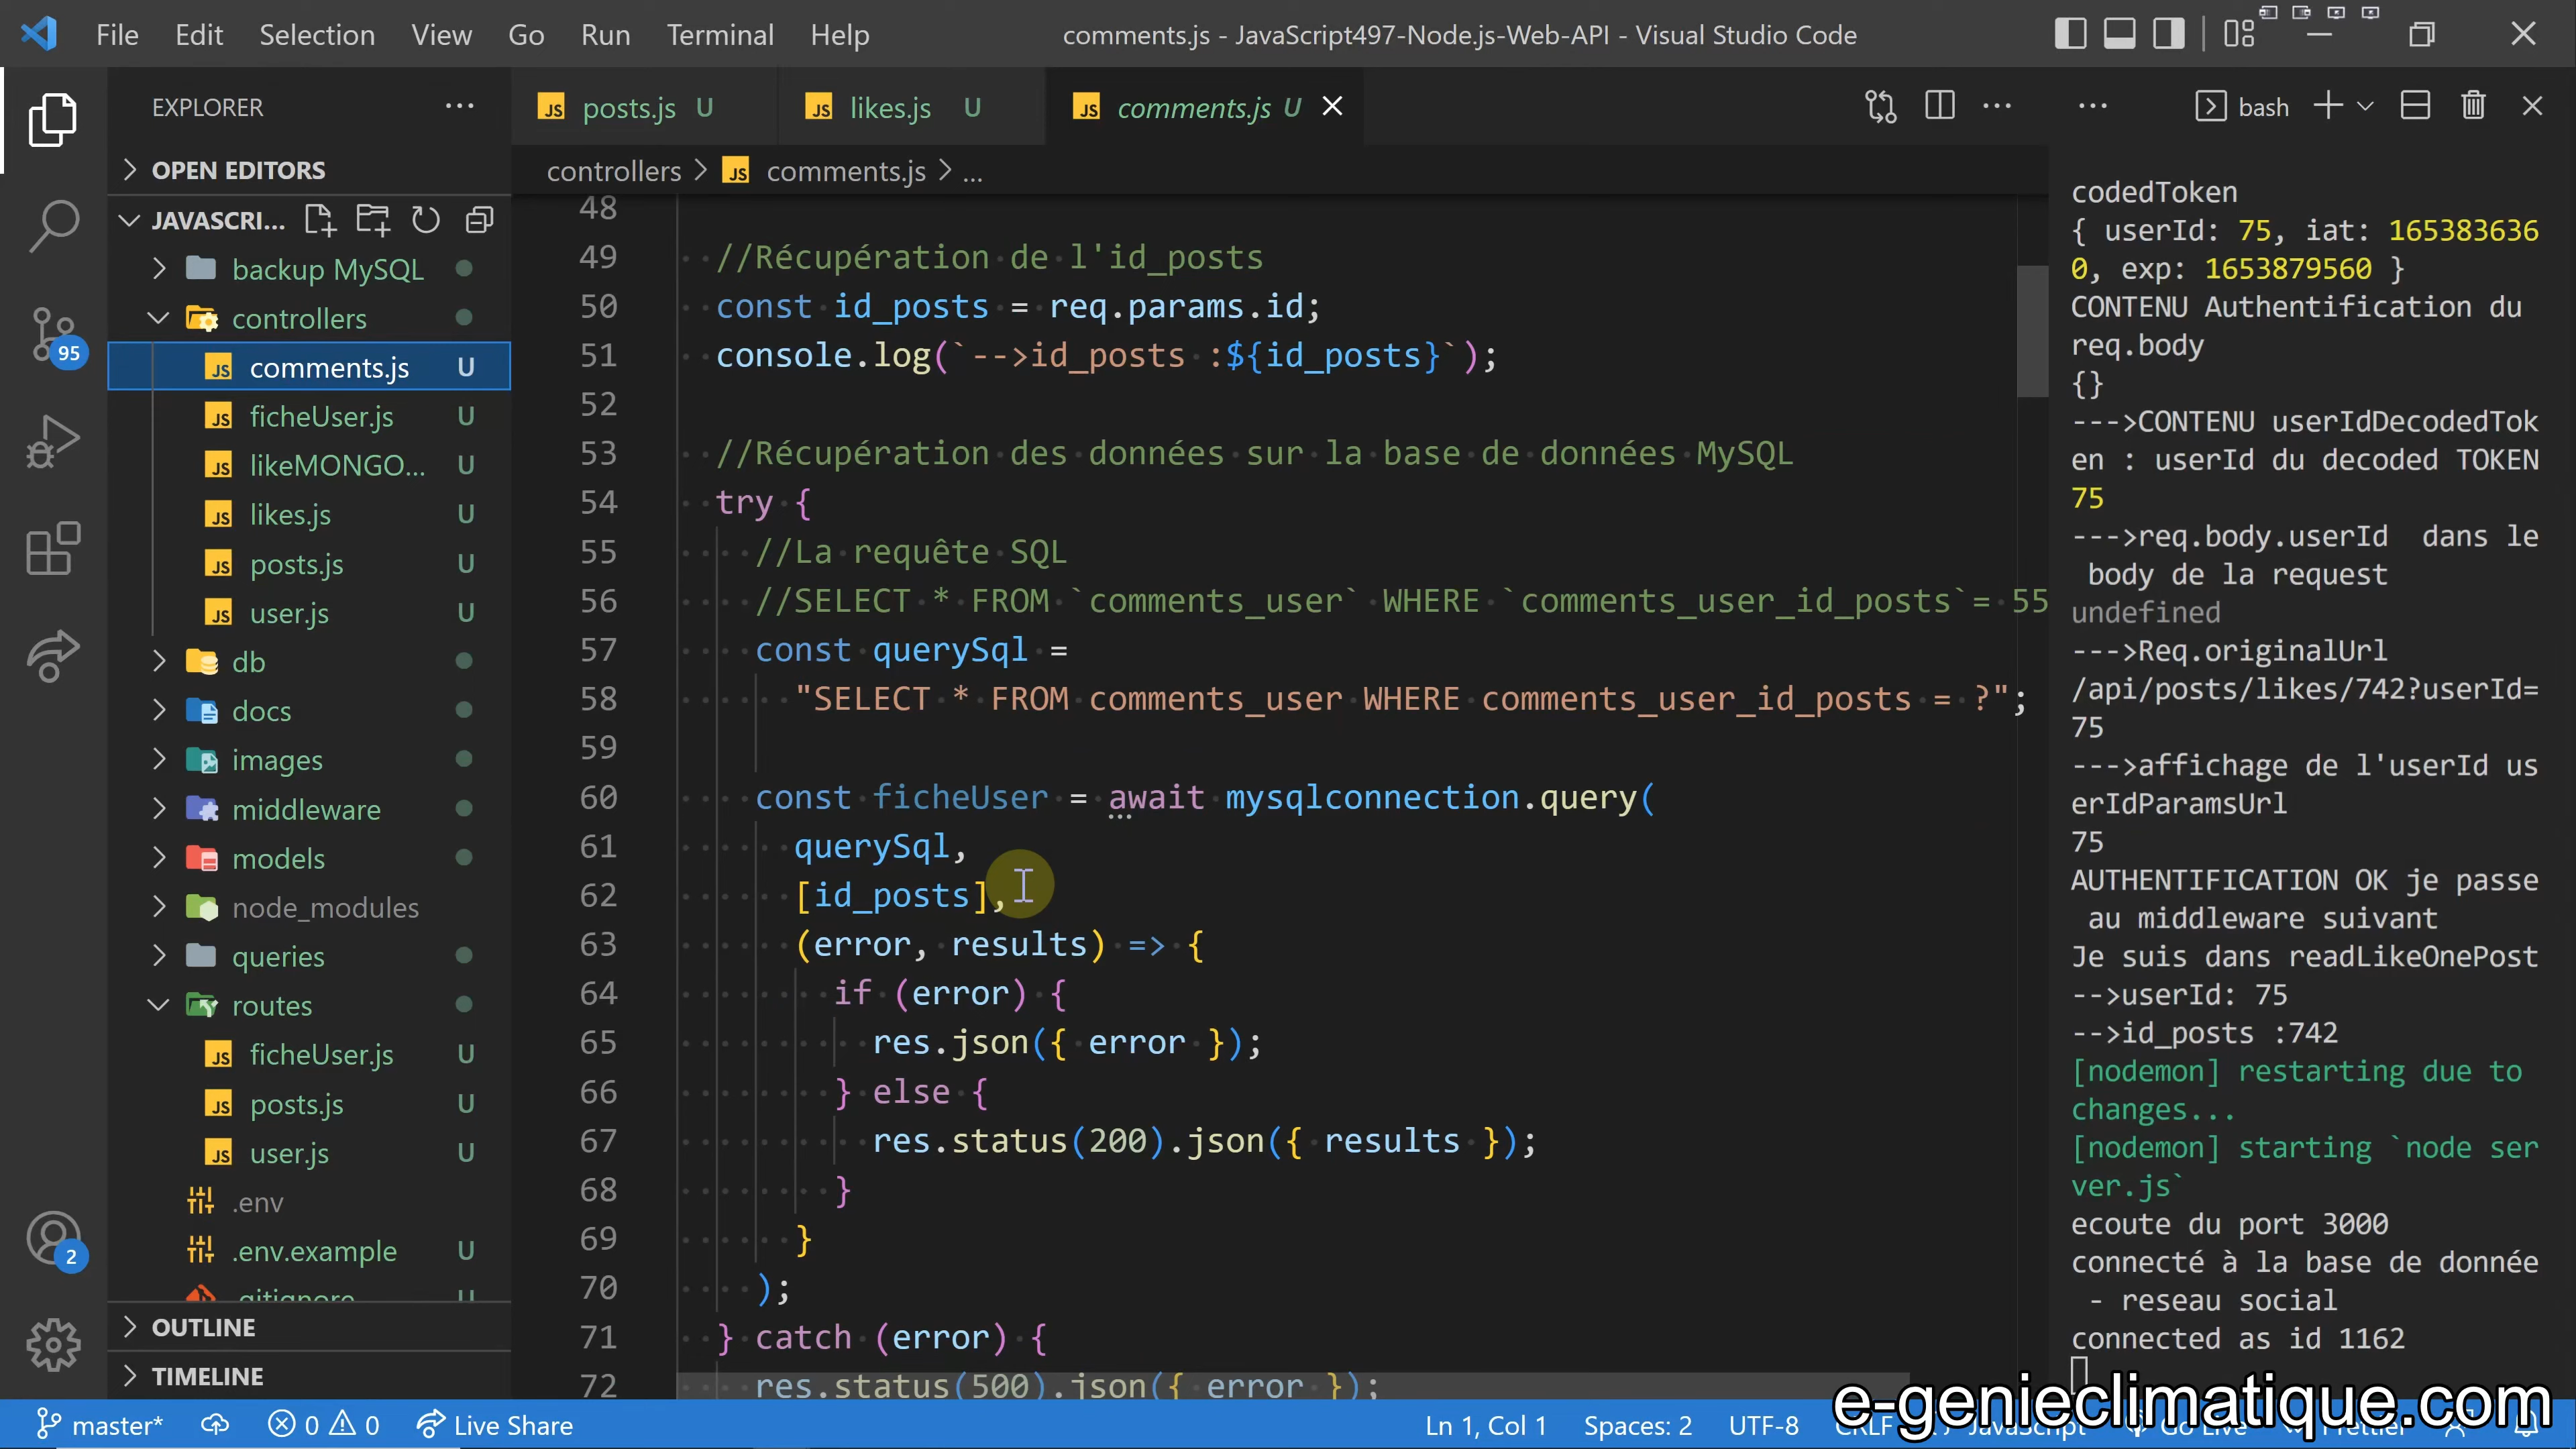 File Edit Selection View Go Run Terminal Help
comments.js - JavaScript497-Node.js-Web-API - Visual Studio Code
EXPLORER
OPEN EDITORS
JAVASCRI...
backup MySQL
controllers
comments.js U
ficheUser.js U
likeMONGO...
likes.js U
posts.js U
user.js U
db
docs
images
middleware
models
node_modules
queries
routes
ficheUser.js U
posts.js U
user.js U
.env
.env.example U
.gitignore U
OUTLINE
TIMELINE
95
2
posts.js U likes.js U comments.js U
controllers > comments.js > ...
48
49 //Récupération de l'id_posts
50 const id_posts = req.params.id;
51 console.log(`-->id_posts :${id_posts}`);
52
53 //Récupération des données sur la base de données MySQL
54 try {
55 //La requête SQL
56 //SELECT * FROM `comments_user` WHERE `comments_user_id_posts`= 55
57 const querySql =
58 "SELECT * FROM comments_user WHERE comments_user_id_posts = ?";
59
60 const ficheUser = await mysqlconnection.query(
61 querySql,
62 [id_posts],
63 (error, results) => {
64 if (error) {
65 res.json({ error });
66 } else {
67 res.status(200).json({ results });
68 }
69 }
70 );
71 } catch (error) {
72 res.status(500).json({ error });
bash
codedToken
{ userId: 75, iat: 165383636
0, exp: 1653879560 }
CONTENU Authentification du
req.body
{}
--->CONTENU userIdDecodedTok
en : userId du decoded TOKEN
75
--->req.body.userId  dans le
 body de la request
undefined
--->Req.originalUrl
/api/posts/likes/742?userId=
75
--->affichage de l'userId us
erIdParamsUrl
75
AUTHENTIFICATION OK je passe
 au middleware suivant
Je suis dans readLikeOnePost
-->userId: 75
-->id_posts :742
[nodemon] restarting due to
changes...
[nodemon] starting `node ser
ver.js`
ecoute du port 3000
connecté à la base de donnée
 - reseau social
connected as id 1162
master* 0 0 Live Share
Ln 1, Col 1 Spaces: 2 UTF-8 CRLF JavaScript Go Live Prettier
e-genieclimatique.com